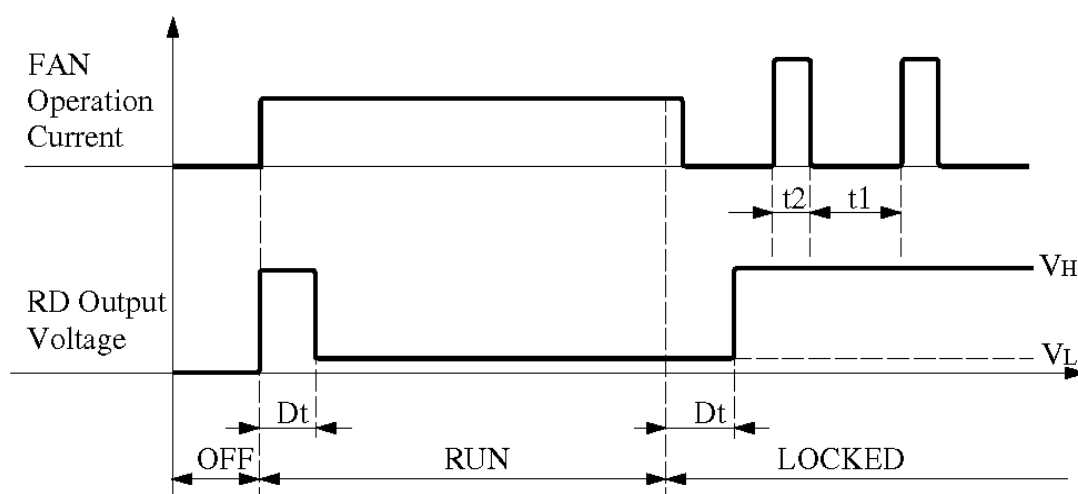 FAN
Operation
Current
t2
t1
VH
RD Output
Voltage
VL
Dt
Dt
OFF
RUN
LOCKED